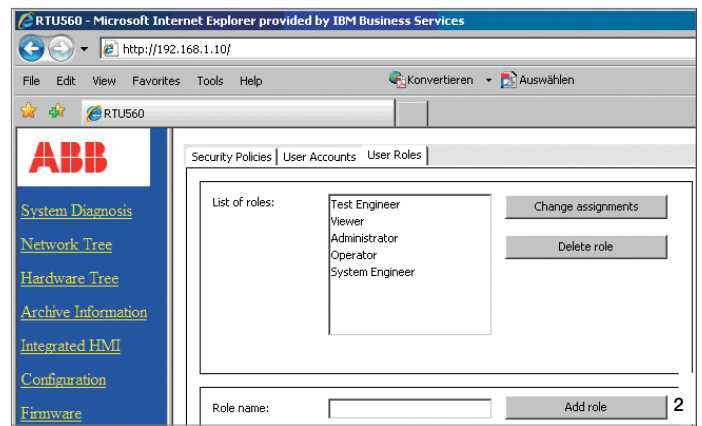 RTU560 - Microsoft Internet Explorer provided by IBM Business Services
http://192.168.1.10/
File Edit View Favorites Tools Help Konvertieren Auswählen
RTU560
ABB
Security Policies User Accounts User Roles
System Diagnosis
Network Tree
Hardware Tree
Archive Information
Integrated HMI
Configuration
Firmware
List of roles:
Test Engineer
Viewer
Administrator
Operator
System Engineer
Change assignments
Delete role
Role name:
Add role
2